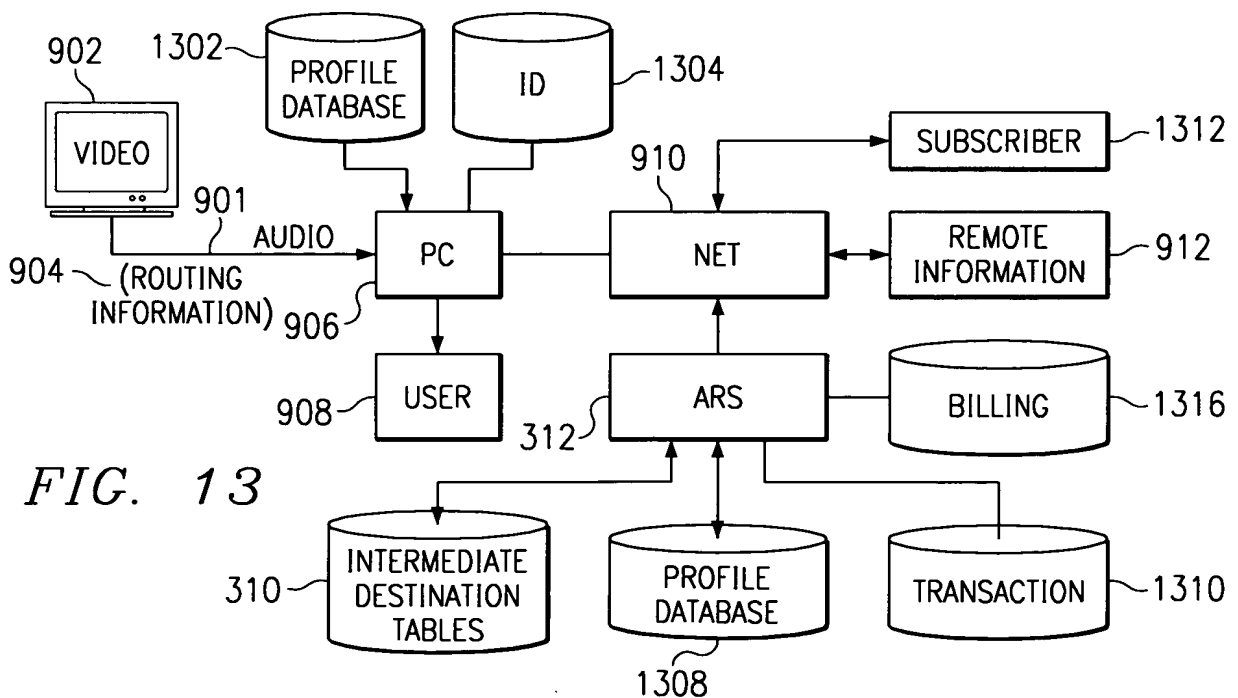 902
1302
PROFILE
DATABASE
ID
1304
VIDEO
901
AUDIO
904
(ROUTING
INFORMATION)
PC
906
910
NET
SUBSCRIBER
1312
REMOTE
INFORMATION
912
USER
908
ARS
312
BILLING
1316
FIG. 13
INTERMEDIATE
DESTINATION
TABLES
310
PROFILE
DATABASE
1308
TRANSACTION
1310